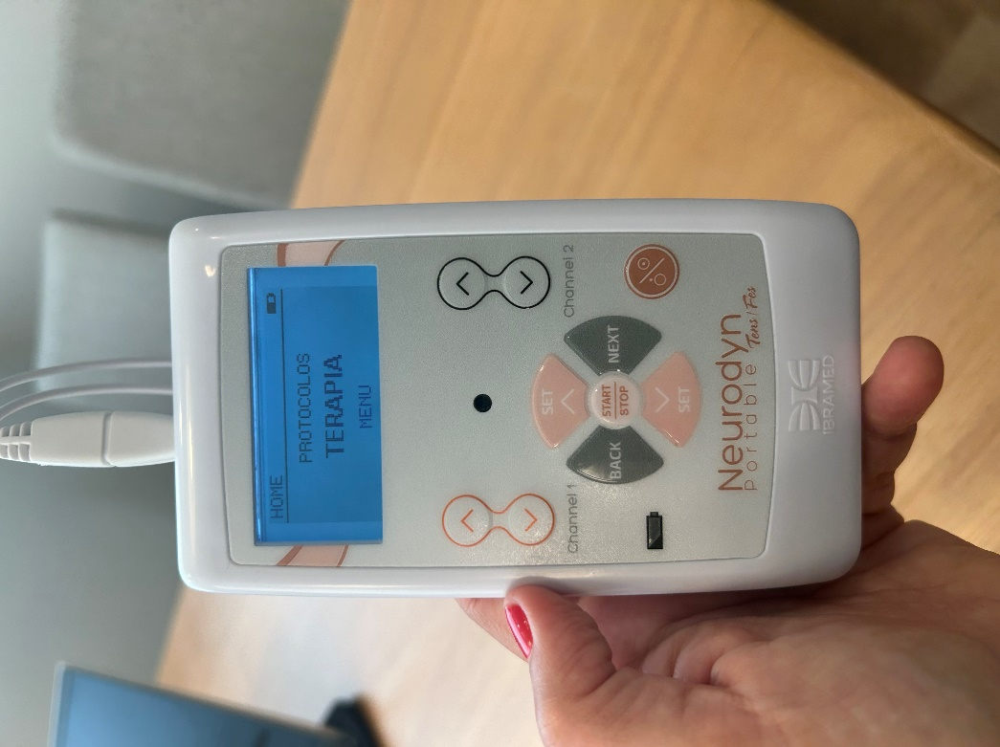 HOME
PROTOCOLOS
TERAPIA
MENU
Channel 1
Channel 2
SET
BACK
START
STOP
NEXT
SET
%
Neurodyn
portable Tens/Fes
IBRAMED